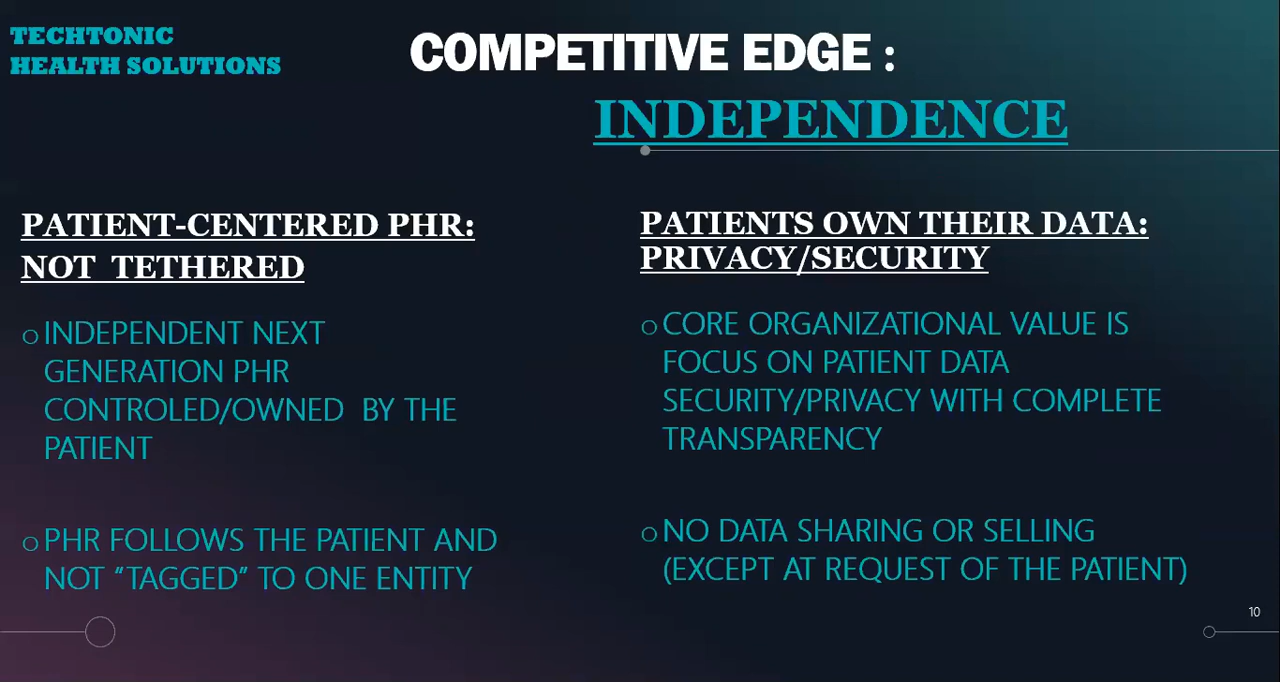 TECHTONIC
HEALTH SOLUTIONS
COMPETITIVE EDGE :
INDEPENDENCE
PATIENT-CENTERED PHR:
NOT TETHERED
INDEPENDENT NEXT
GENERATION PHR
CONTROLED/OWNED BY THE
PATIENT
PHR FOLLOWS THE PATIENT AND
NOT “TAGGED” TO ONE ENTITY
PATIENTS OWN THEIR DATA:
PRIVACY/SECURITY
CORE ORGANIZATIONAL VALUE IS
FOCUS ON PATIENT DATA
SECURITY/PRIVACY WITH COMPLETE
TRANSPARENCY
NO DATA SHARING OR SELLING
(EXCEPT AT REQUEST OF THE PATIENT)
10